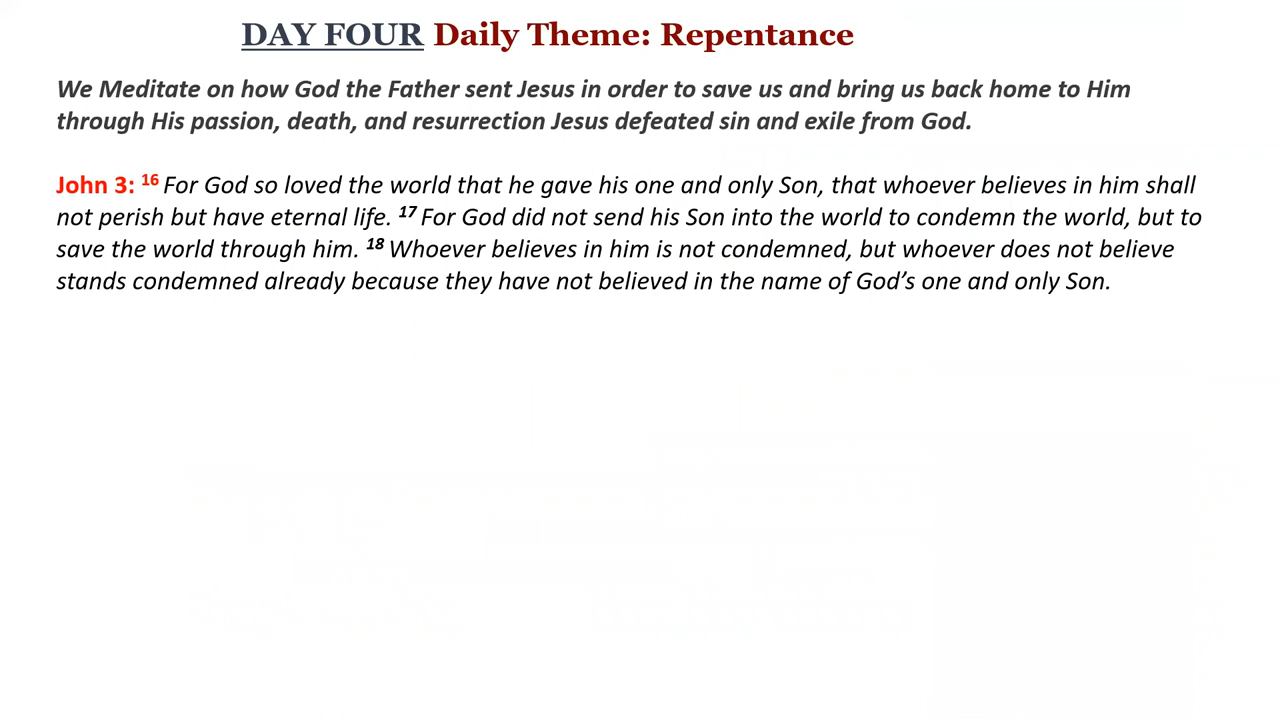 DAY FOUR Daily Theme: Repentance
We Meditate on how God the Father sent Jesus in order to save us and bring us back home to Him
through His passion, death, and resurrection Jesus defeated sin and exile from God.
John 3: 16 For God so loved the world that he gave his one and only Son, that whoever believes in him shall
not perish but have eternal life. 17 For God did not send his Son into the world to condemn the world, but to
save the world through him. 18 Whoever believes in him is not condemned, but whoever does not believe
stands condemned already because they have not believed in the name of God’s one and only Son.